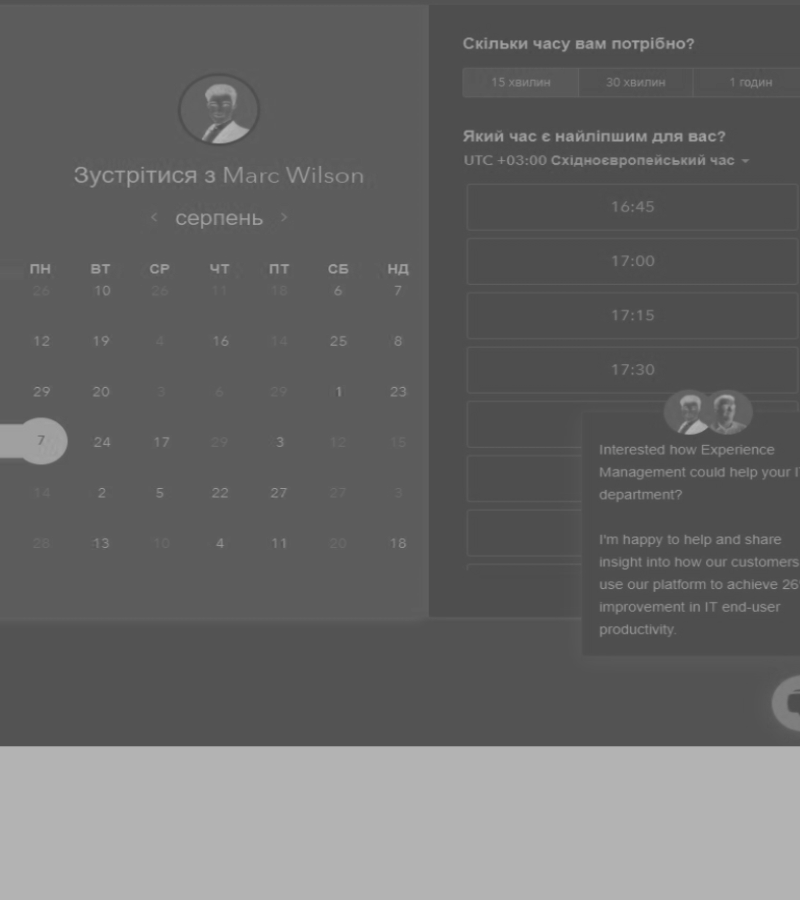 Зустрітися з Marc Wilson
серпень
ПН ВТ СР ЧТ ПТ СБ НД
26 10 26 11 18 6 7
12 19 4 16 14 25 8
29 20 3 6 29 1 23
7 24 17 29 3 12 15
14 2 5 22 27 27 3
28 13 10 4 11 20 18
Скільки часу вам потрібно?
15 хвилин 30 хвилин 1 годин
Який час є найліпшим для вас?
UTC +03:00 Східноєвропейський час
16:45
17:00
17:15
17:30
Interested how Experience
Management could help your
department?
I'm happy to help and share
insight into how our customers
use our platform to achieve
improvement in IT end-user
productivity.